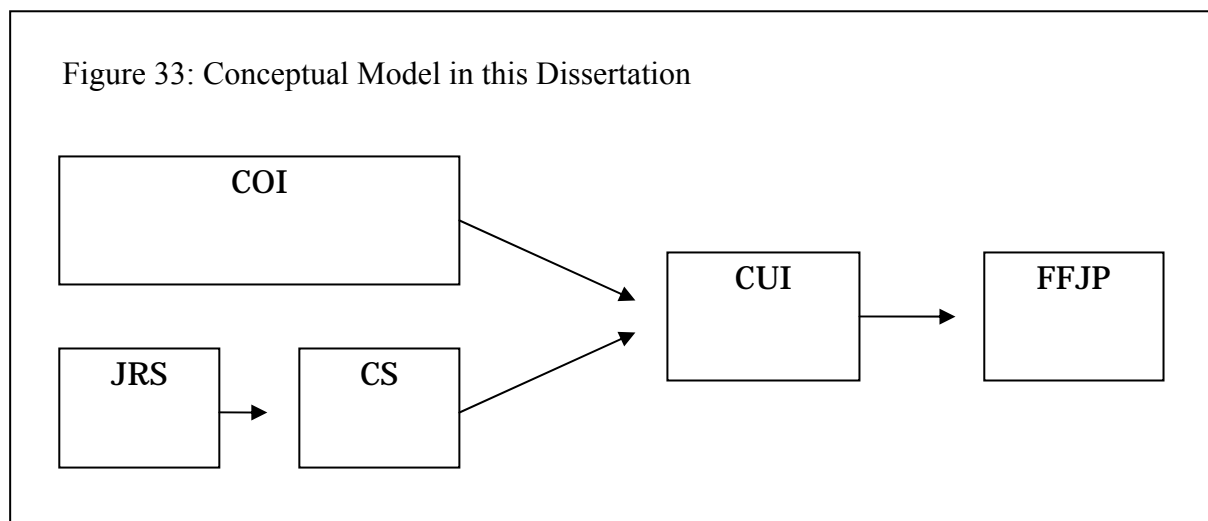 Figure 33: Conceptual Model in this Dissertation
COI
CUI
FFJP
JRS
CS